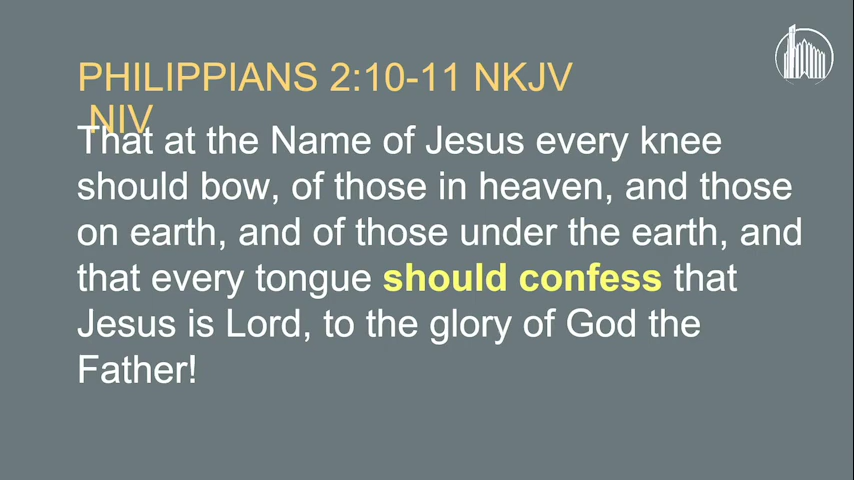 PHILIPPIANS 2:10-11 NKJV
NIV
That at the Name of Jesus every knee
should bow, of those in heaven, and those
on earth, and of those under the earth, and
that every tongue should confess that
Jesus is Lord, to the glory of God the
Father!